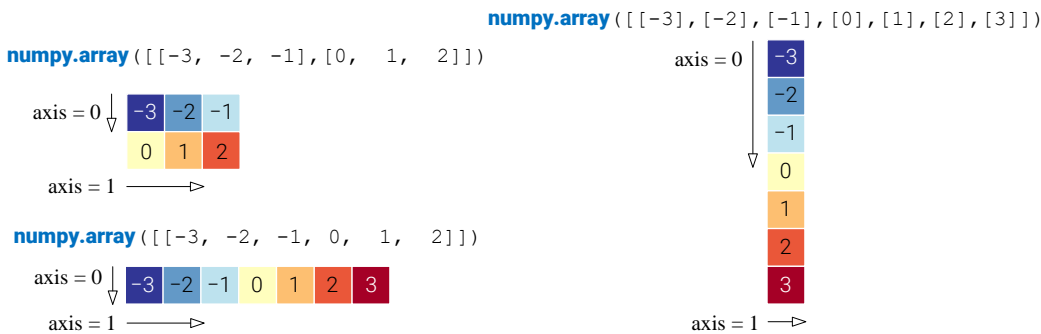 numpy.array([[-3, -2, -1],[0, 1, 2]])
axis = 0
−3 −2 −1
0 1 2
axis = 1
numpy.array([[-3, -2, -1, 0, 1, 2]])
axis = 0
−3 −2 −1 0 1 2 3
axis = 1
numpy.array([[-3],[-2],[-1],[0],[1],[2],[3]])
axis = 0
−3
−2
−1
0
1
2
3
axis = 1